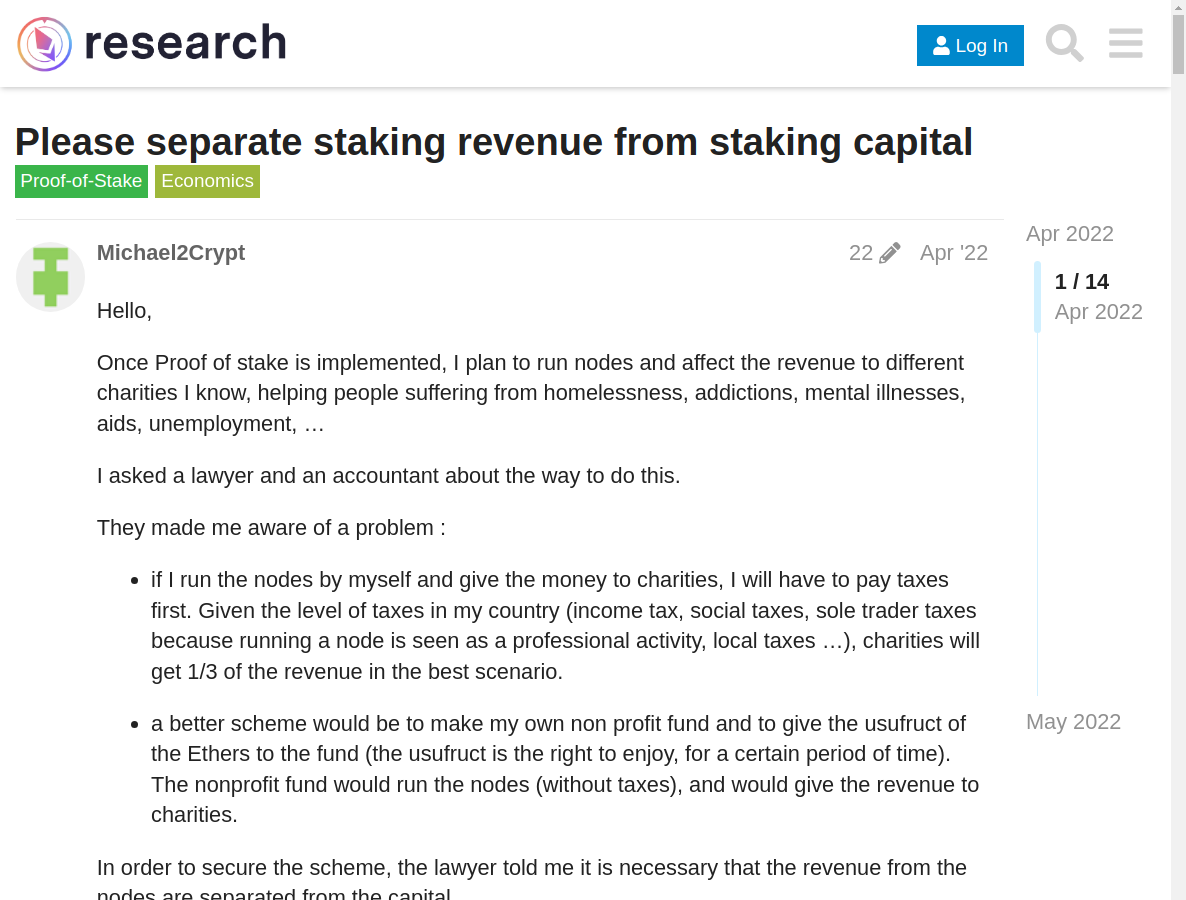 research
Log In
Please separate staking revenue from staking capital
Proof-of-Stake Economics
Michael2Crypt 22 Apr '22
Apr 2022
1 / 14
Apr 2022
May 2022
Hello,
Once Proof of stake is implemented, I plan to run nodes and affect the revenue to different
charities I know, helping people suffering from homelessness, addictions, mental illnesses,
aids, unemployment, …
I asked a lawyer and an accountant about the way to do this.
They made me aware of a problem :
• if I run the nodes by myself and give the money to charities, I will have to pay taxes
first. Given the level of taxes in my country (income tax, social taxes, sole trader taxes
because running a node is seen as a professional activity, local taxes …), charities will
get 1/3 of the revenue in the best scenario.
• a better scheme would be to make my own non profit fund and to give the usufruct of
the Ethers to the fund (the usufruct is the right to enjoy, for a certain period of time).
The nonprofit fund would run the nodes (without taxes), and would give the revenue to
charities.
In order to secure the scheme, the lawyer told me it is necessary that the revenue from the
nodes are separated from the capital